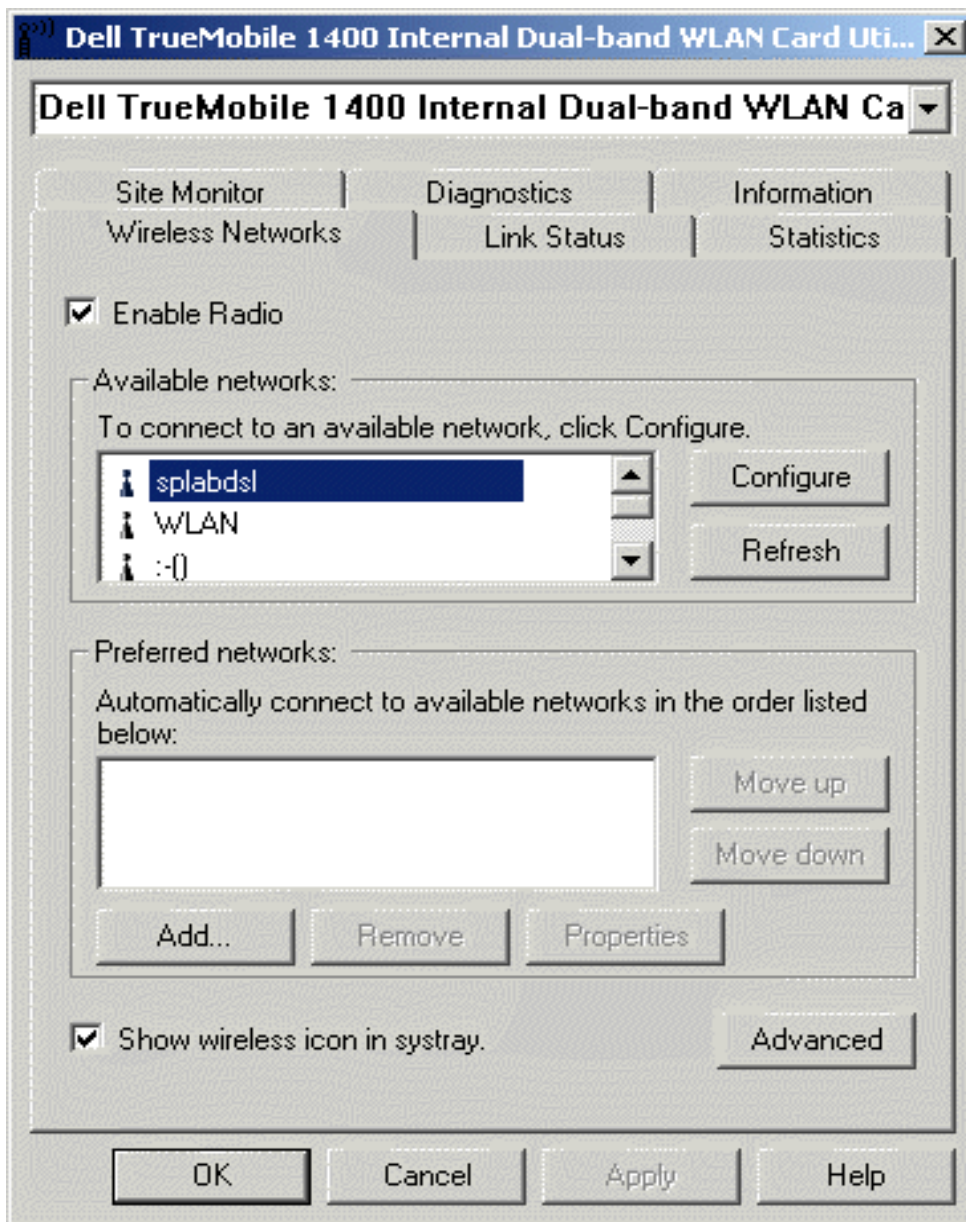 Dell TrueMobile 1400 Internal Dual-band WLAN Card Uti...
Dell TrueMobile 1400 Internal Dual-band WLAN Ca
Site Monitor
Diagnostics
Information
Wireless Networks
Link Status
Statistics
Enable Radio
Available networks:
To connect to an available network, click Configure.
splabdsl
WLAN
:-()
Configure
Refresh
Preferred networks:
Automatically connect to available networks in the order listed
below:
Move up
Move down
Add...
Remove
Properties
Show wireless icon in systray.
Advanced
OK
Cancel
Apply
Help